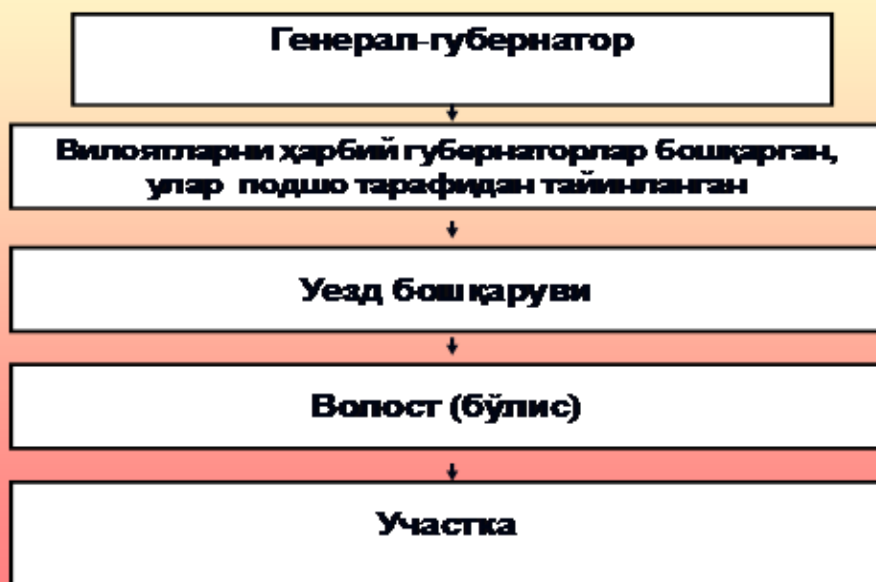 Генерал-губернатор
Вилоятларни ҳарбий губернаторлар бошқарган,
улар подшо тарафидан тайинланган
Уезд бошқаруви
Волост (бўлис)
Участка